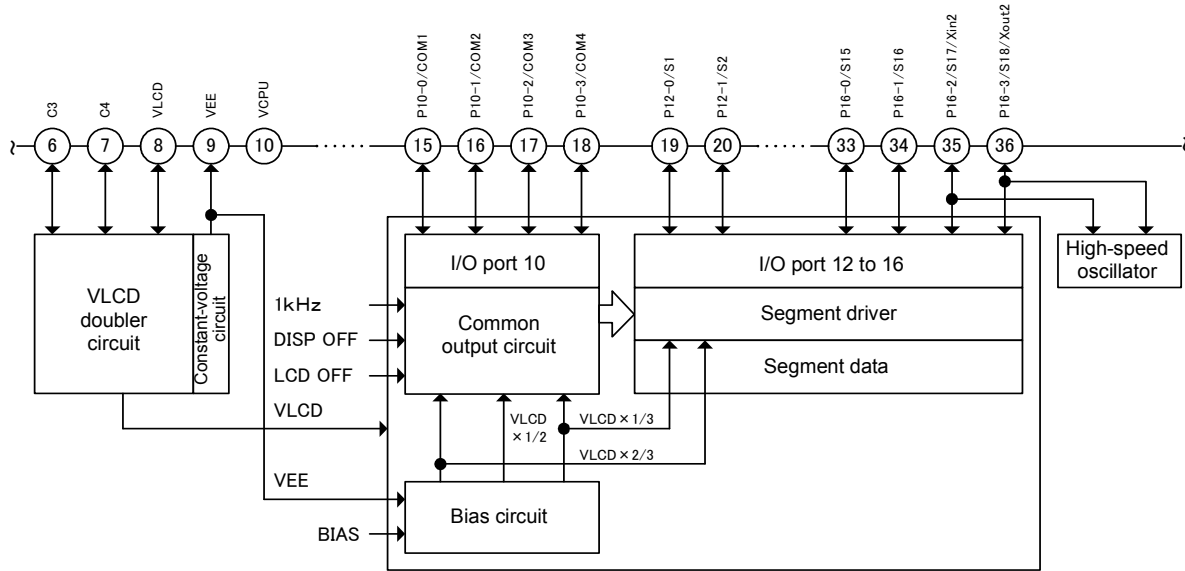 C3
C4
VLCD
VEE
VCPU
P10-0/COM1
P10-1/COM2
P10-2/COM3
P10-3/COM4
P12-0/S1
P12-1/S2
P16-0/S15
P16-1/S16
P16-2/S17/Xin2
P16-3/S18/Xout2
6
7
8
9
10
15
16
17
18
19
20
33
34
35
36
VLCD
doubler
circuit
Constant-voltage
circuit
I/O port 10
Common
output circuit
I/O port 12 to 16
Segment driver
Segment data
High-speed
oscillator
1kHz
DISP OFF
LCD OFF
VLCD
VLCD
×1/2
VLCD×1/3
VLCD×2/3
VEE
BIAS
Bias circuit